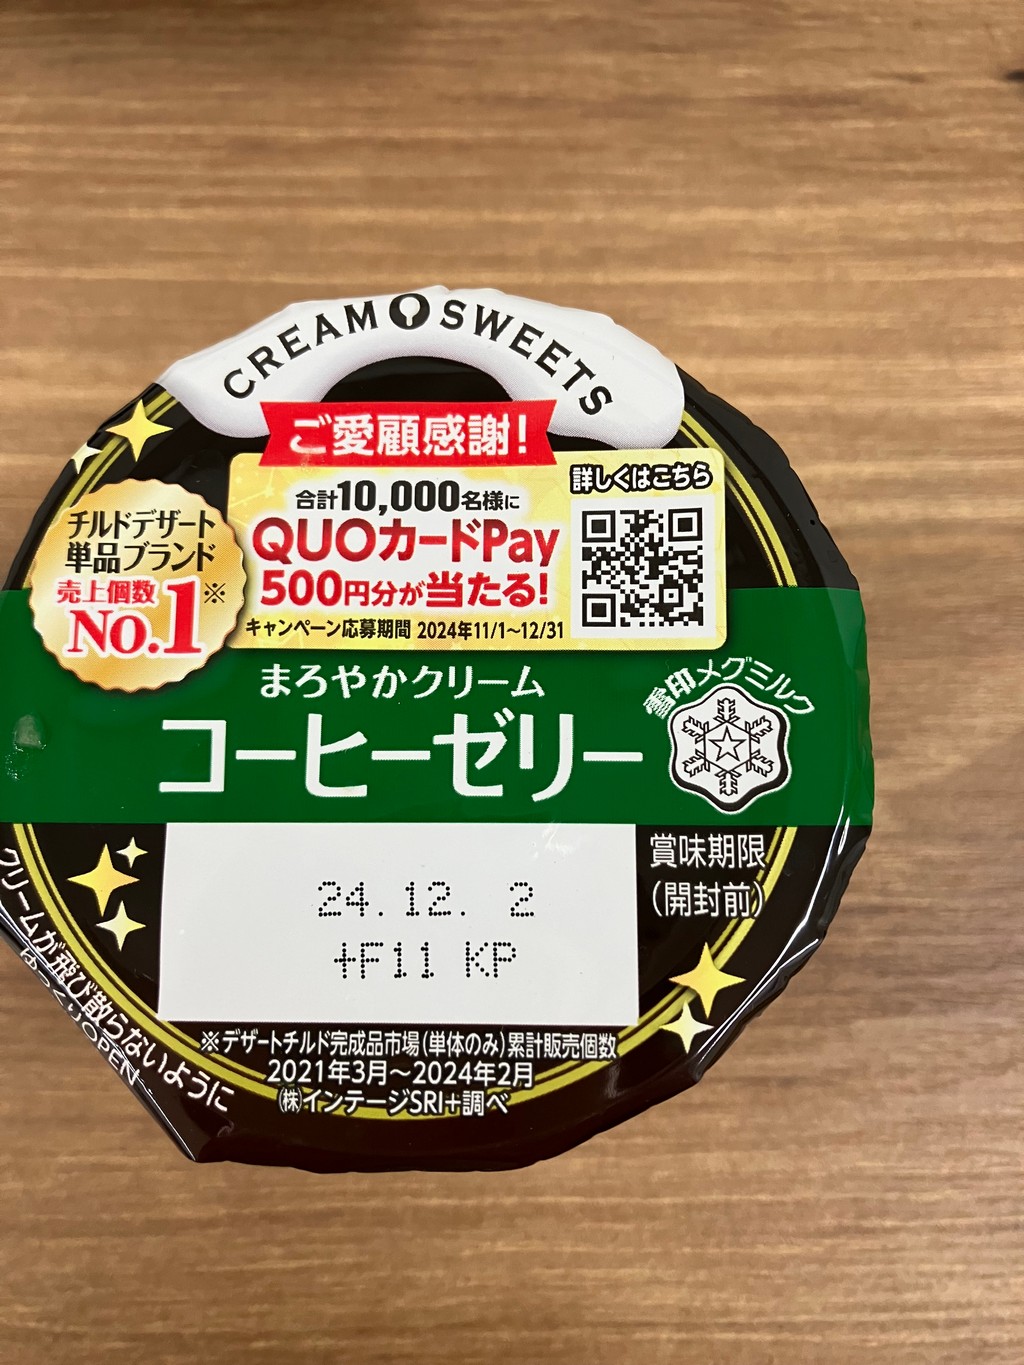 CREAM SWEETS
ご愛顧感謝!
合計10,000名様に
QUOカードPay
500円分が当たる!
キャンペーン応募期間 2024年11/1~12/31
詳しくはこちら
チルドデザート
単品ブランド
売上個数
No.1※
まろやかクリーム
コーヒーゼリー
雪印メグミルク
24.12. 2
+F11 KP
賞味期限
(開封前)
クリームが飛び散らないように
ゆっくりOPEN
※デザートチルド完成品市場(単体のみ)累計販売個数
2021年3月~2024年2月
㈱インテージSRI+調べ